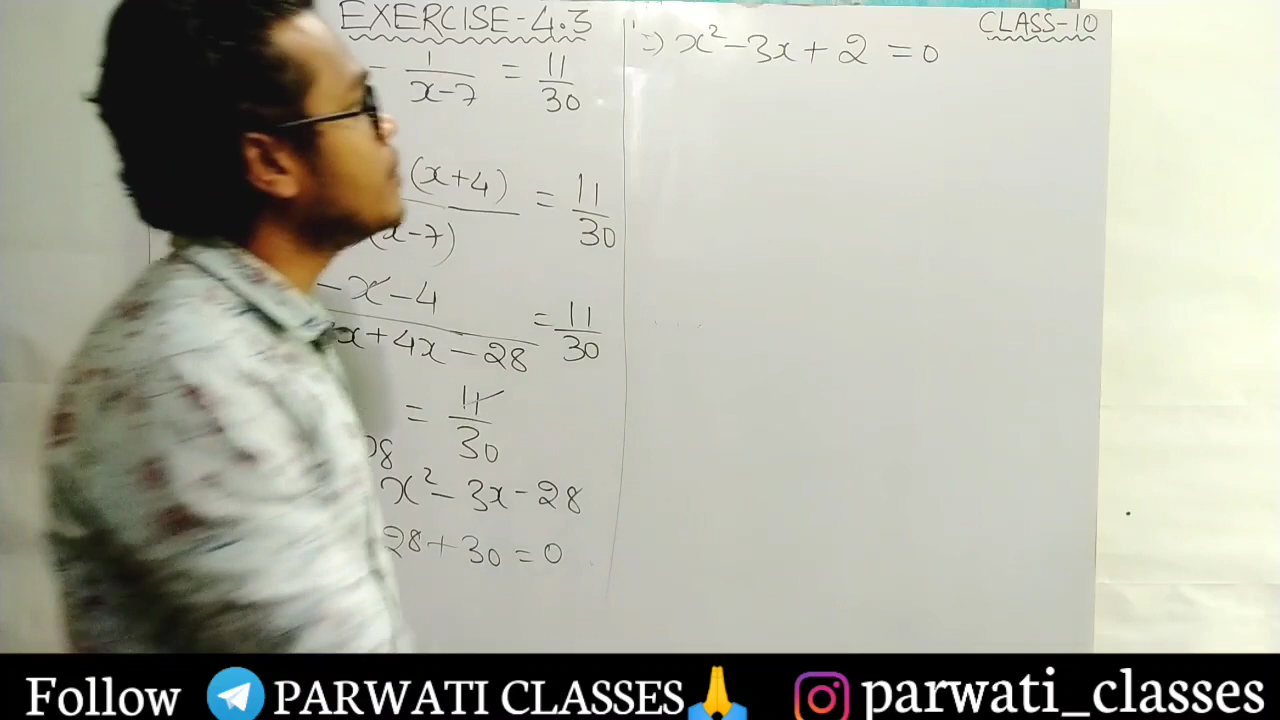 EXERCISE-4.3
- 1/(x-7) = 11/30
(x+4)/(x-7) = 11/30
-x-4/x+4x-28 = 11/30
= 11/30
x² - 3x - 28
28 + 30 = 0
CLASS-10
=) x² - 3x + 2 = 0
Follow PARWATI CLASSES🙏 parwati_classes